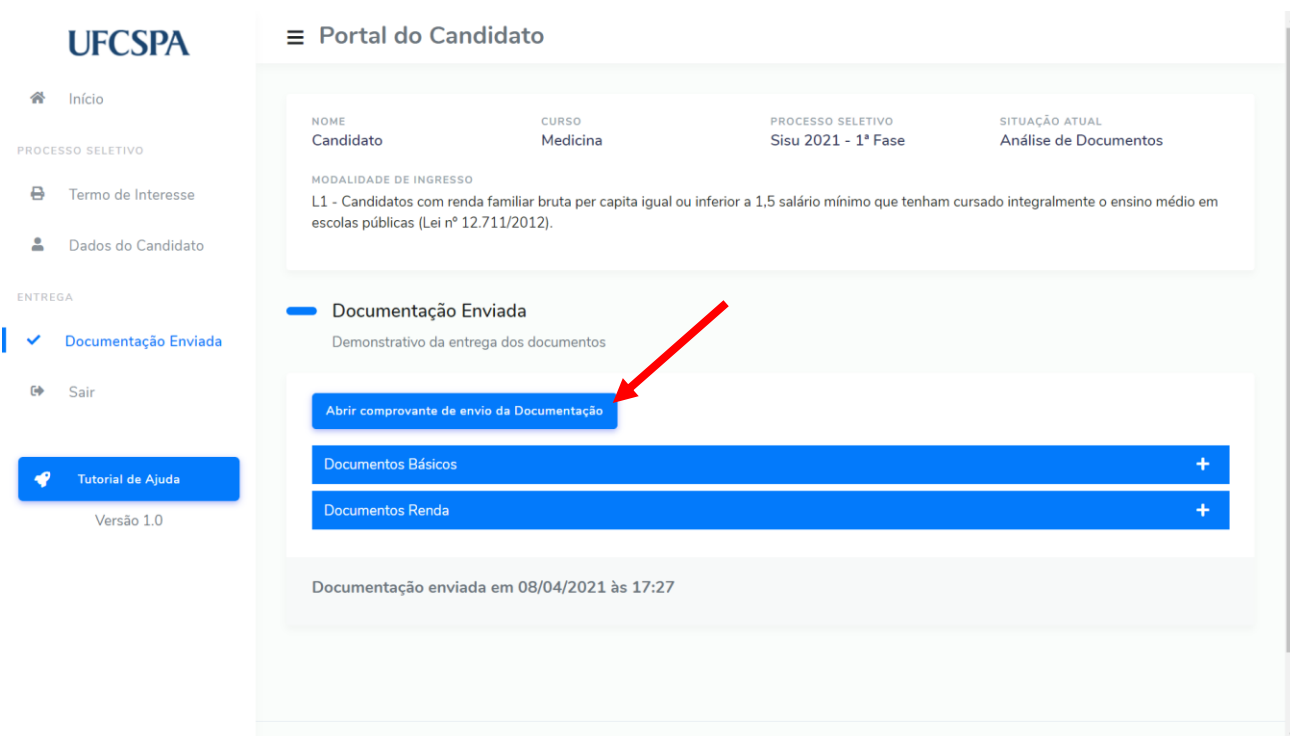 UFCSPA
Início
PROCESSO SELETIVO
Termo de Interesse
Dados do Candidato
ENTREGA
Documentação Enviada
Sair
Tutorial de Ajuda
Versão 1.0
Portal do Candidato
NOME
Candidato
CURSO
Medicina
PROCESSO SELETIVO
Sisu 2021 - 1ª Fase
SITUAÇÃO ATUAL
Análise de Documentos
MODALIDADE DE INGRESSO
L1 - Candidatos com renda familiar bruta per capita igual ou inferior a 1,5 salário mínimo que tenham cursado integralmente o ensino médio em
escolas públicas (Lei nº 12.711/2012).
Documentação Enviada
Demonstrativo da entrega dos documentos
Abrir comprovante de envio da Documentação
Documentos Básicos
Documentos Renda
Documentação enviada em 08/04/2021 às 17:27